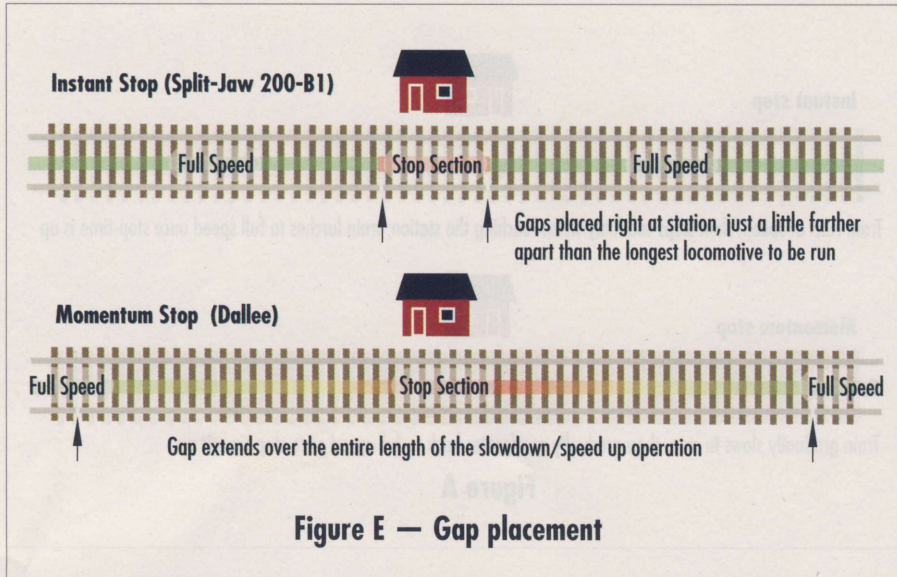 Instant Stop (Split-Jaw 200-B1)
Full Speed Stop Section Full Speed
Gaps placed right at station, just a little farther
apart than the longest locomotive to be run
Momentum Stop (Dallee)
Full Speed Stop Section Full Speed
Gap extends over the entire length of the slowdown/speed up operation
Figure E — Gap placement